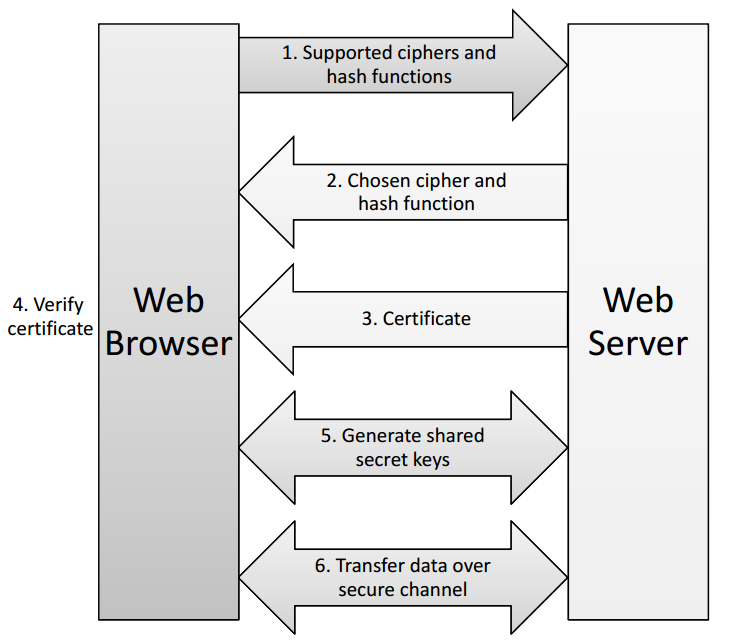 1. Supported ciphers and
hash functions
2. Chosen cipher and
hash function
4. Verify
certificate
Web
Browser
3. Certificate
Web
Server
5. Generate shared
secret keys
6. Transfer data over
secure channel